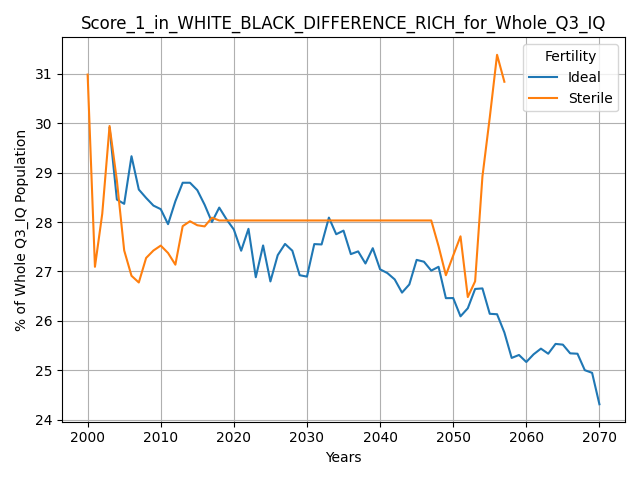 Score_1_in_WHITE_BLACK_DIFFERENCE_RICH_for_Whole_Q3_IQ
Fertility
Ideal
Sterile
% of Whole Q3_IQ Population
31
30
29
28
27
26
25
24
2000
2010
2020
2030
2040
2050
2060
2070
Years